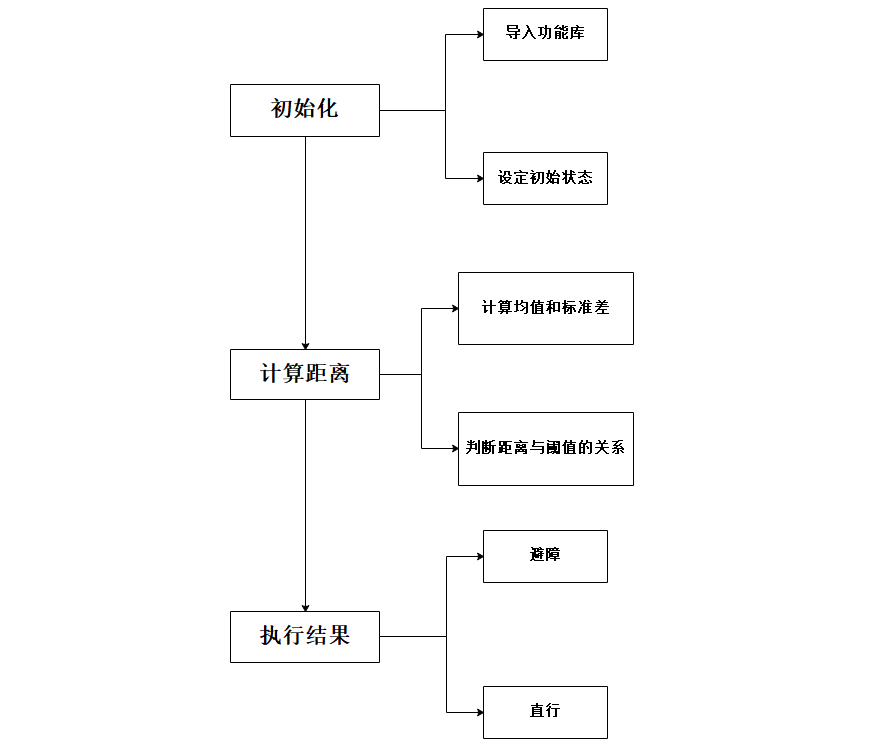 导入功能库
初始化
设定初始状态
计算均值和标准差
计算距离
判断距离与阈值的关系
避障
执行结果
直行